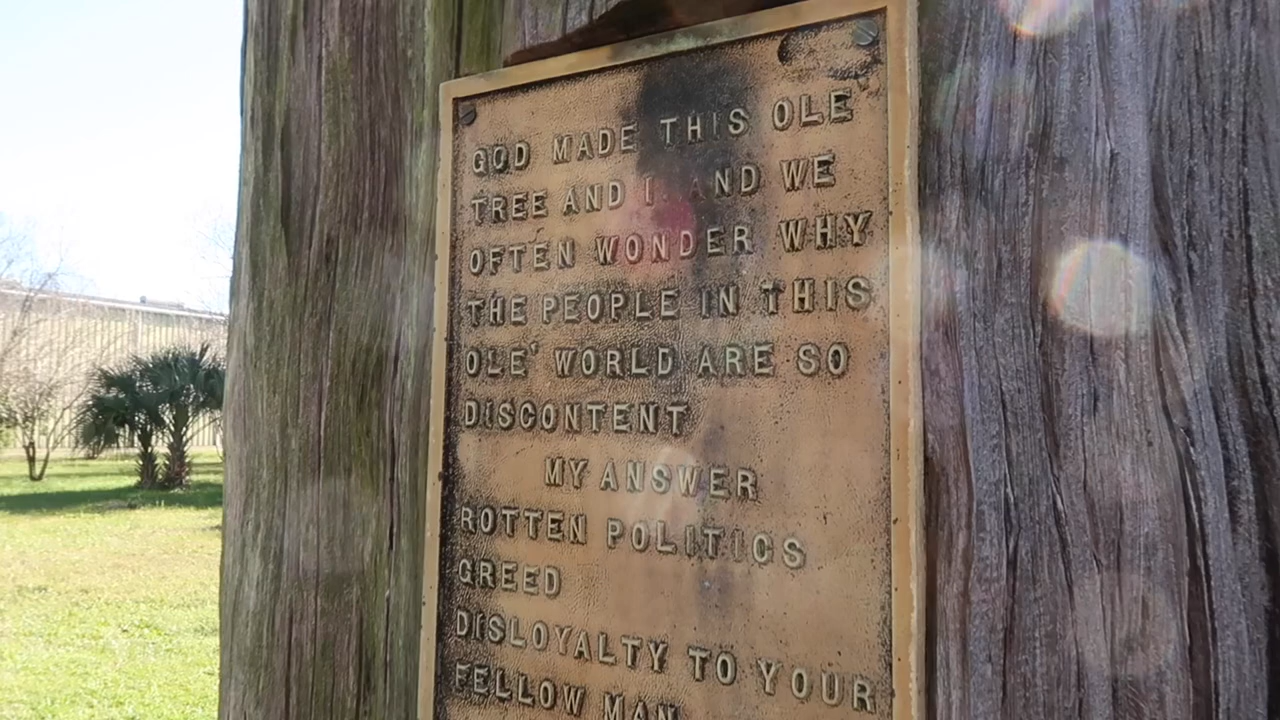 GOD MADE THIS OLE'
TREE AND I. AND WE
OFTEN WONDER WHY
THE PEOPLE IN THIS
OLE' WORLD ARE SO
DISCONTENT
MY ANSWER
ROTTEN POLITICS
GREED
DISLOYALTY TO YOUR
FELLOW MAN